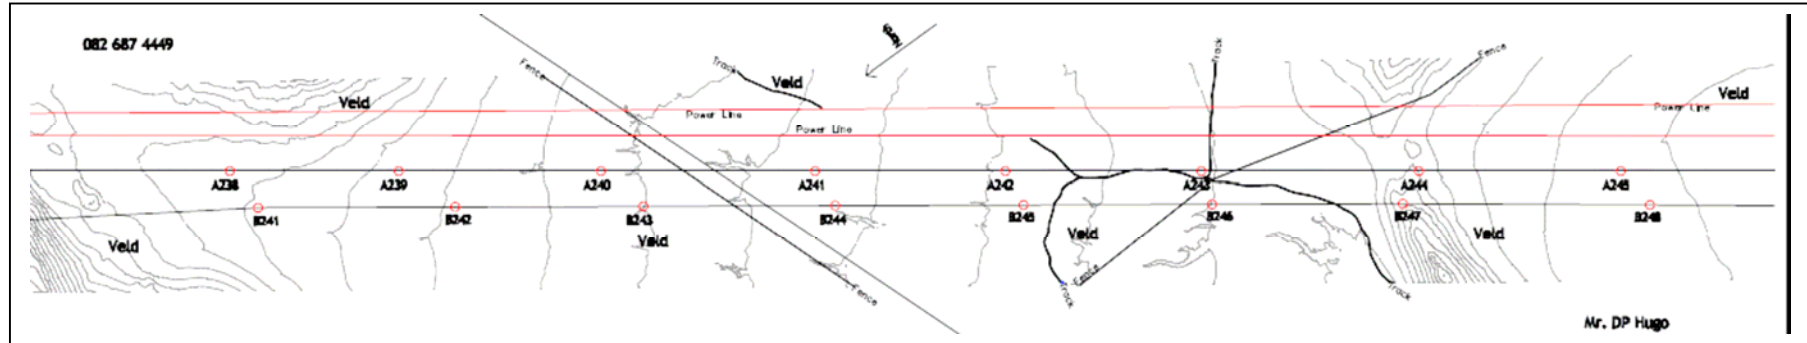 082 687 4449
North
Track
Fence
Fence
Track
Veld
Veld
Veld
Power Line
Power Line
Power Line
A238
A239
A240
A241
A242
A243
A244
A245
B241
B242
B243
B244
B245
B246
B247
B248
Veld
Veld
Veld
Veld
Fence
Fence
Track
Track
Mr. DP Hugo